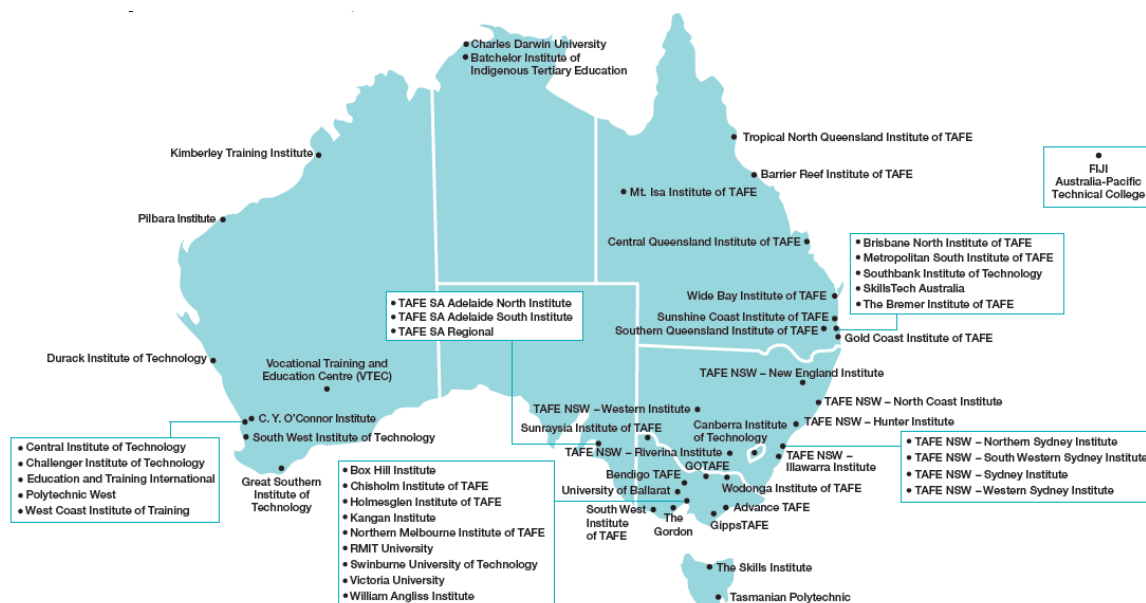 Charles Darwin University
Batchelor Institute of
Indigenous Tertiary Education
Tropical North Queensland Institute of TAFE
Kimberley Training Institute
FIJI
Australia-Pacific
Technical College
Barrier Reef Institute of TAFE
Mt. Isa Institute of TAFE
Pilbara Institute
Central Queensland Institute of TAFE
Brisbane North Institute of TAFE
Metropolitan South Institute of TAFE
Southbank Institute of Technology
SkillsTech Australia
The Bremer Institute of TAFE
Wide Bay Institute of TAFE
TAFE SA Adelaide North Institute
TAFE SA Adelaide South Institute
TAFE SA Regional
Sunshine Coast Institute of TAFE
Southern Queensland Institute of TAFE
Gold Coast Institute of TAFE
Durack Institute of Technology
Vocational Training and
Education Centre (VTEC)
TAFE NSW – New England Institute
TAFE NSW – North Coast Institute
TAFE NSW – Western Institute
C. Y. O'Connor Institute
South West Institute of Technology
Sunraysia Institute of TAFE
Canberra Institute
of Technology
TAFE NSW – Hunter Institute
Central Institute of Technology
Challenger Institute of Technology
Education and Training International
Polytechnic West
West Coast Institute of Training
TAFE NSW – Riverina Institute
TAFE NSW –
Illawarra Institute
TAFE NSW – Northern Sydney Institute
TAFE NSW – South Western Sydney Institute
TAFE NSW – Sydney Institute
TAFE NSW – Western Sydney Institute
Great Southern
Institute of
Technology
Box Hill Institute
Chisholm Institute of TAFE
Holmesglen Institute of TAFE
Kangan Institute
Northern Melbourne Institute of TAFE
RMIT University
Swinburne University of Technology
Victoria University
William Angliss Institute
GOTAFE
Bendigo TAFE
Wodonga Institute of TAFE
University of Ballarat
South West
Institute
of TAFE
The
Gordon
Advance TAFE
GippsTAFE
The Skills Institute
Tasmanian Polytechnic